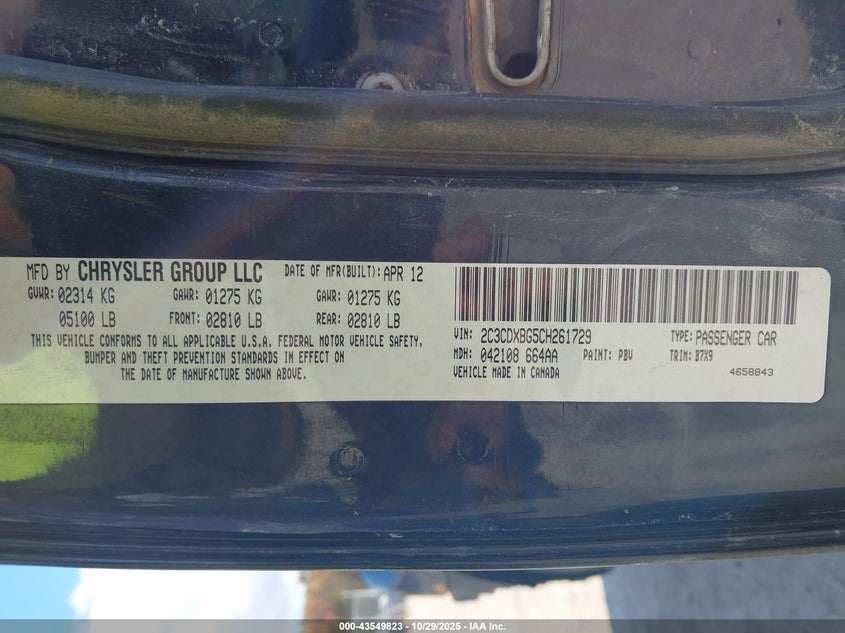 MFD BY CHRYSLER GROUP LLC DATE OF MFR(BUILT): APR 12
GVWR: 02314 KG GAWR: 01275 KG GAWR: 01275 KG
05100 LB FRONT: 02810 LB REAR: 02810 LB
THIS VEHICLE CONFORMS TO ALL APPLICABLE U.S.A. FEDERAL MOTOR VEHICLE SAFETY,
BUMPER AND THEFT PREVENTION STANDARDS IN EFFECT ON
THE DATE OF MANUFACTURE SHOWN ABOVE.
VIN: 2C3CDXBG5CH261729 TYPE: PASSENGER CAR
MDH: 042108 664AA PAINT: PBV TRIM: B7X9
VEHICLE MADE IN CANADA 4658843
000-43549823 - 10/29/2025 - IAA Inc.